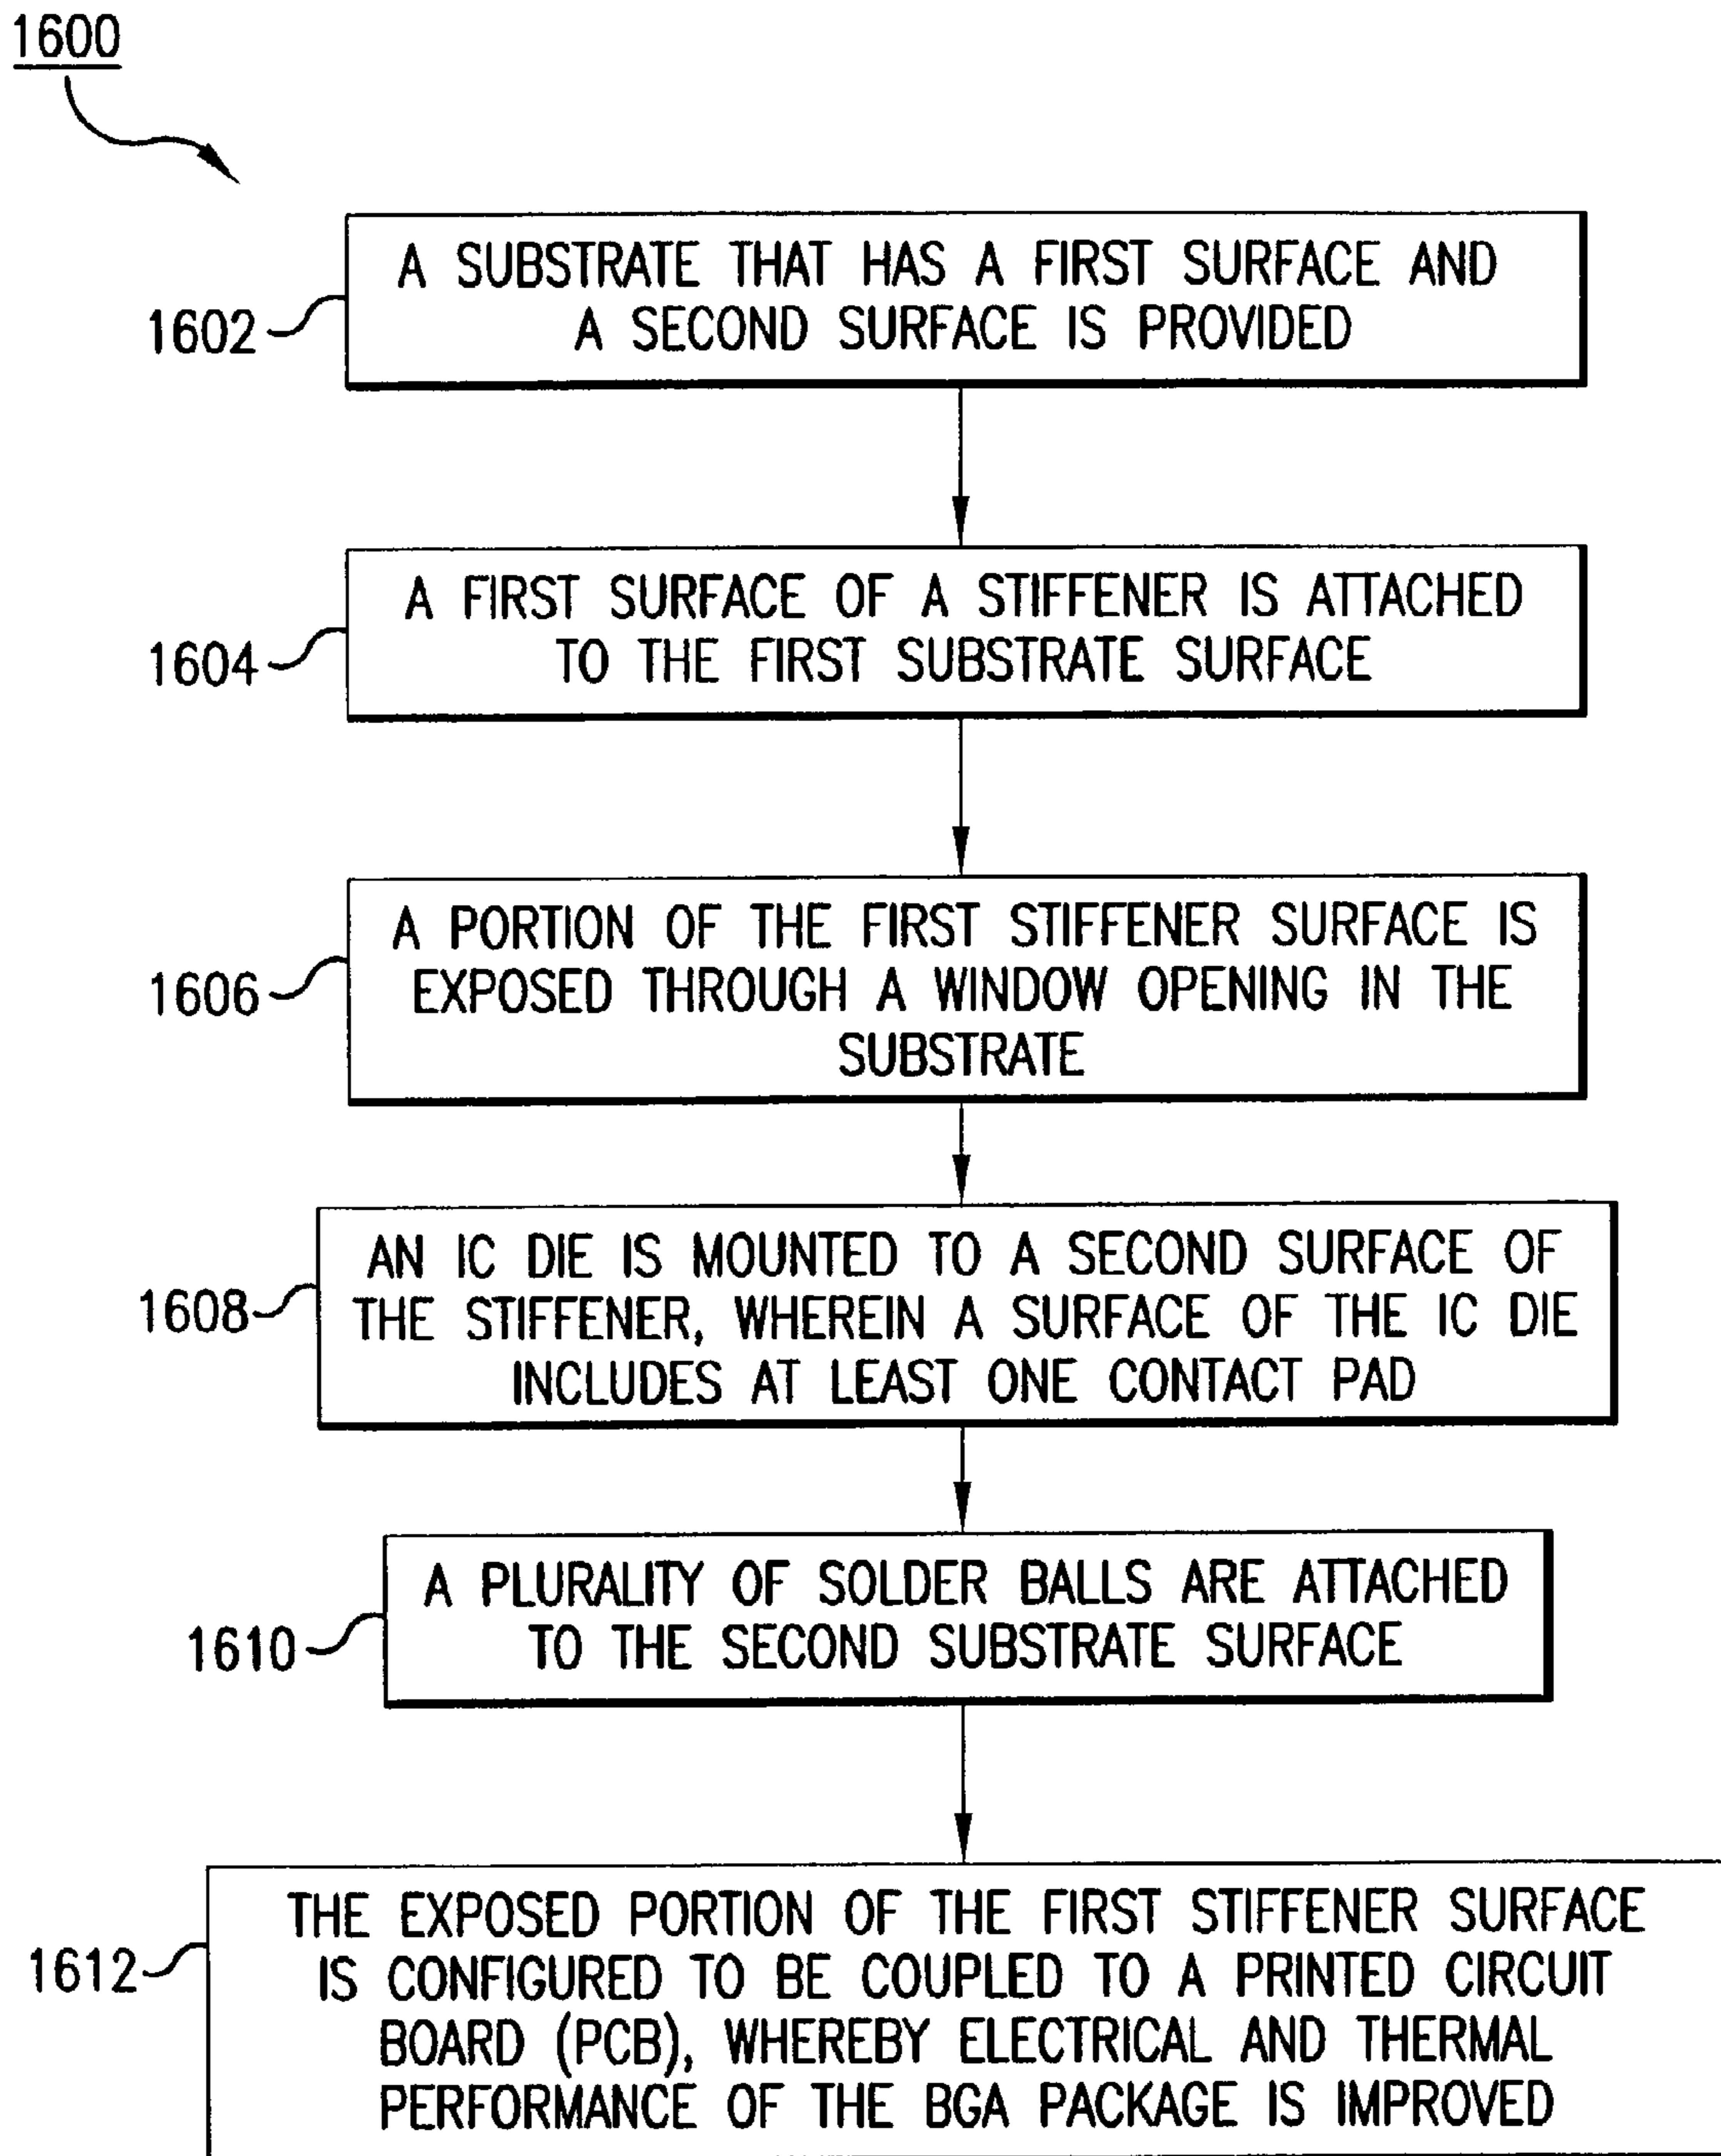 1600
1602
A SUBSTRATE THAT HAS A FIRST SURFACE AND
A SECOND SURFACE IS PROVIDED
1604
A FIRST SURFACE OF A STIFFENER IS ATTACHED
TO THE FIRST SUBSTRATE SURFACE
1606
A PORTION OF THE FIRST STIFFENER SURFACE IS
EXPOSED THROUGH A WINDOW OPENING IN THE
SUBSTRATE
1608
AN IC DIE IS MOUNTED TO A SECOND SURFACE OF
THE STIFFENER, WHEREIN A SURFACE OF THE IC DIE
INCLUDES AT LEAST ONE CONTACT PAD
1610
A PLURALITY OF SOLDER BALLS ARE ATTACHED
TO THE SECOND SUBSTRATE SURFACE
1612
THE EXPOSED PORTION OF THE FIRST STIFFENER SURFACE
IS CONFIGURED TO BE COUPLED TO A PRINTED CIRCUIT
BOARD (PCB), WHEREBY ELECTRICAL AND THERMAL
PERFORMANCE OF THE BGA PACKAGE IS IMPROVED